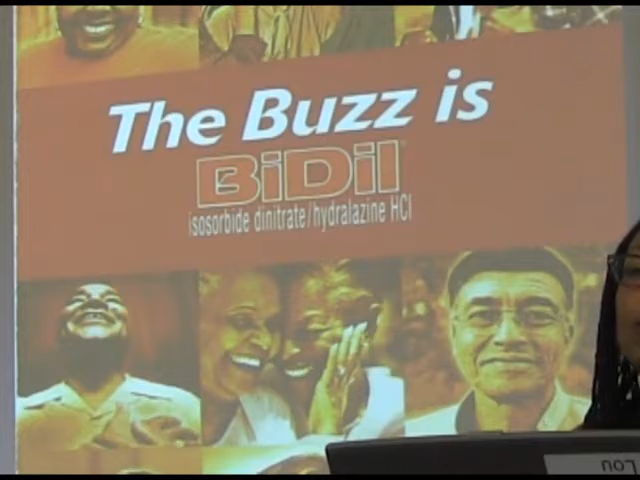 The Buzz is
BiDil®
isosorbide dinitrate/hydralazine HCl